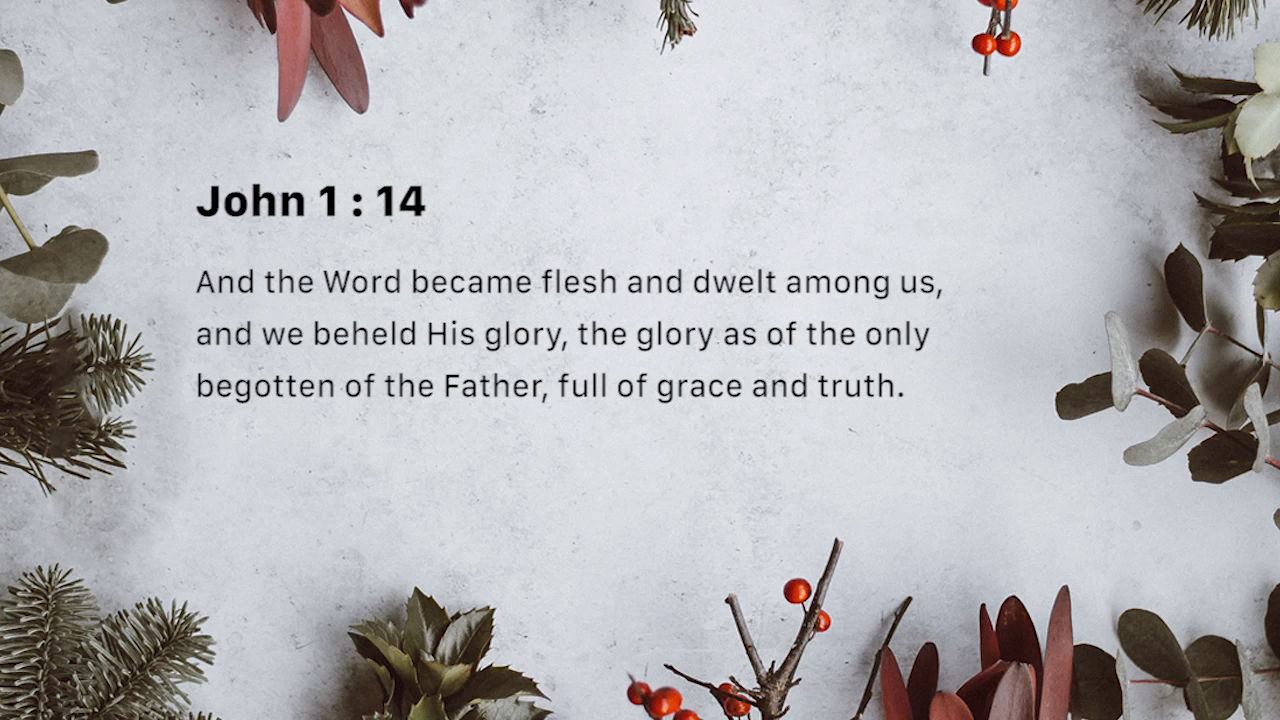 John 1 : 14
And the Word became flesh and dwelt among us,
and we beheld His glory, the glory as of the only
begotten of the Father, full of grace and truth.